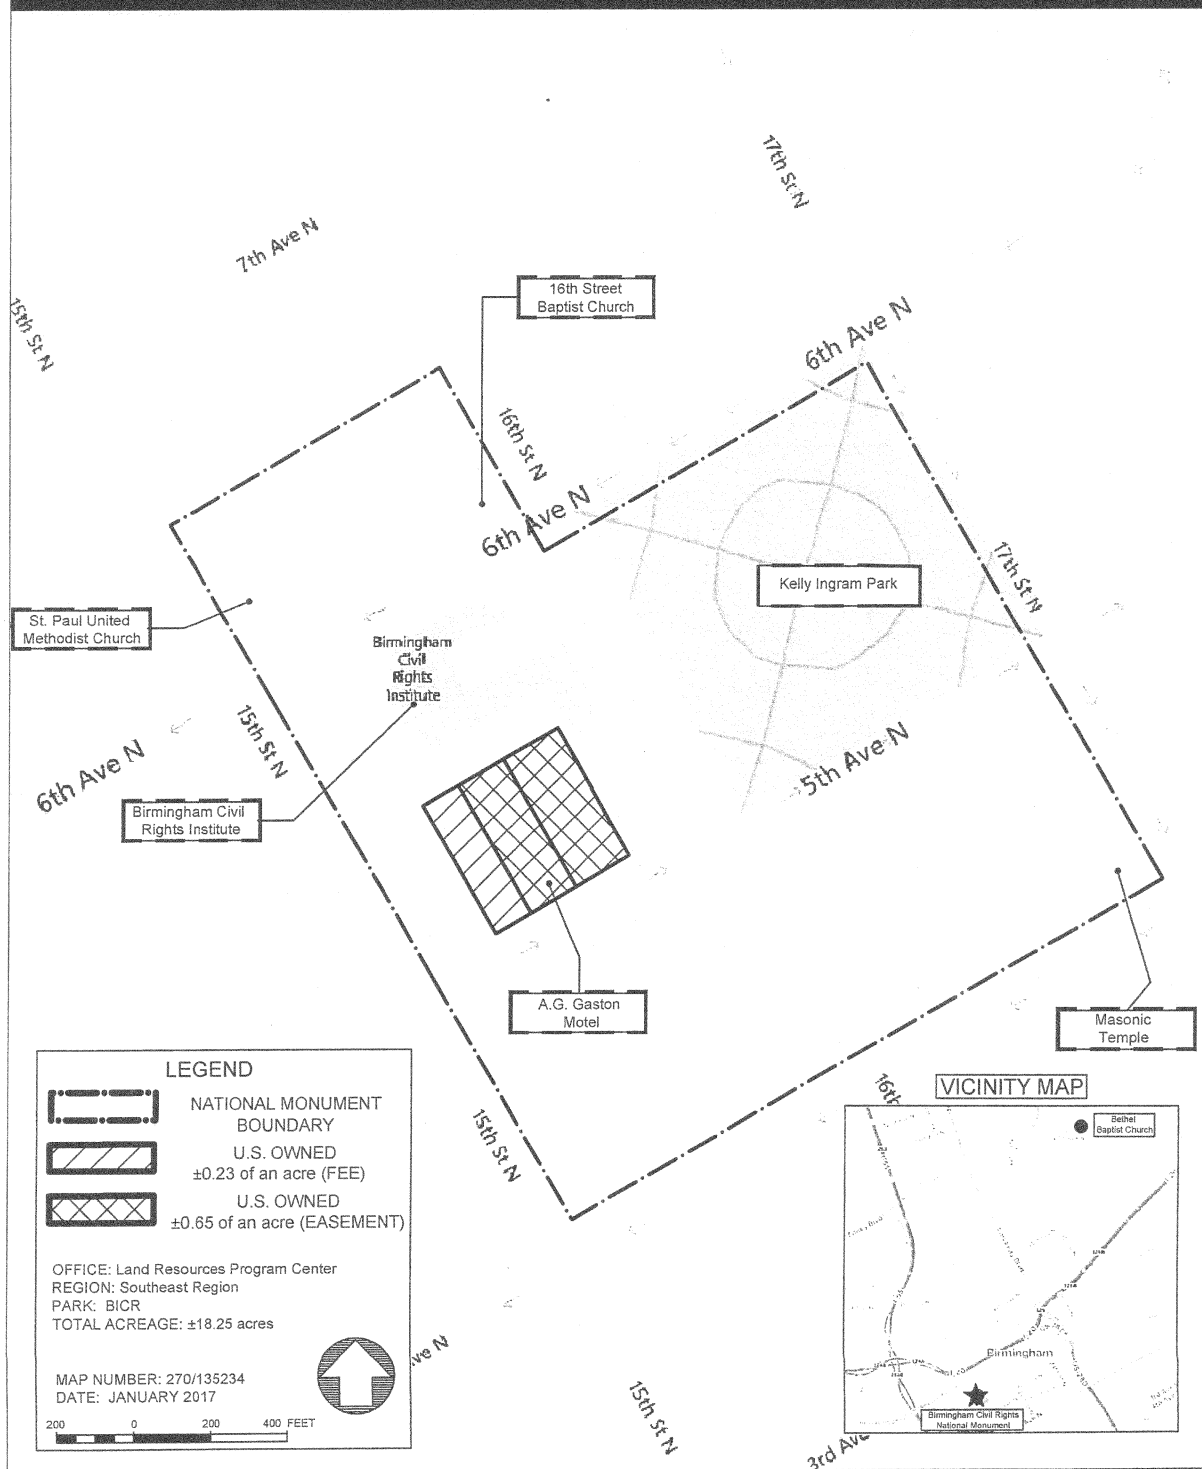 17th St N
7th Ave N
15th St N
16th Street
Baptist Church
6th Ave N
16th St N
6th Ave N
Kelly Ingram Park
17th St N
St. Paul United
Methodist Church
Birmingham
Civil
Rights
Institute
15th St N
6th Ave N
5th Ave N
Birmingham Civil
Rights Institute
A.G. Gaston
Motel
Masonic
Temple
16th
15th St N
LEGEND
NATIONAL MONUMENT
BOUNDARY
U.S. OWNED
±0.23 of an acre (FEE)
U.S. OWNED
±0.65 of an acre (EASEMENT)
OFFICE: Land Resources Program Center
REGION: Southeast Region
PARK: BICR
TOTAL ACREAGE: ±18.25 acres
MAP NUMBER: 270/135234
DATE: JANUARY 2017
200 0 200 400 FEET
ve N
15th St N
3rd Ave
VICINITY MAP
Bethel
Baptist Church
Birmingham
Birmingham Civil Rights
National Monument